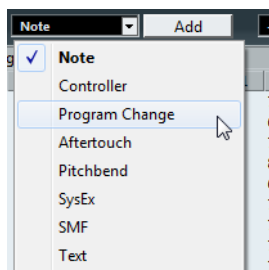 Note Add
Note
Controller
Program Change
Aftertouch
Pitchbend
SysEx
SMF
Text